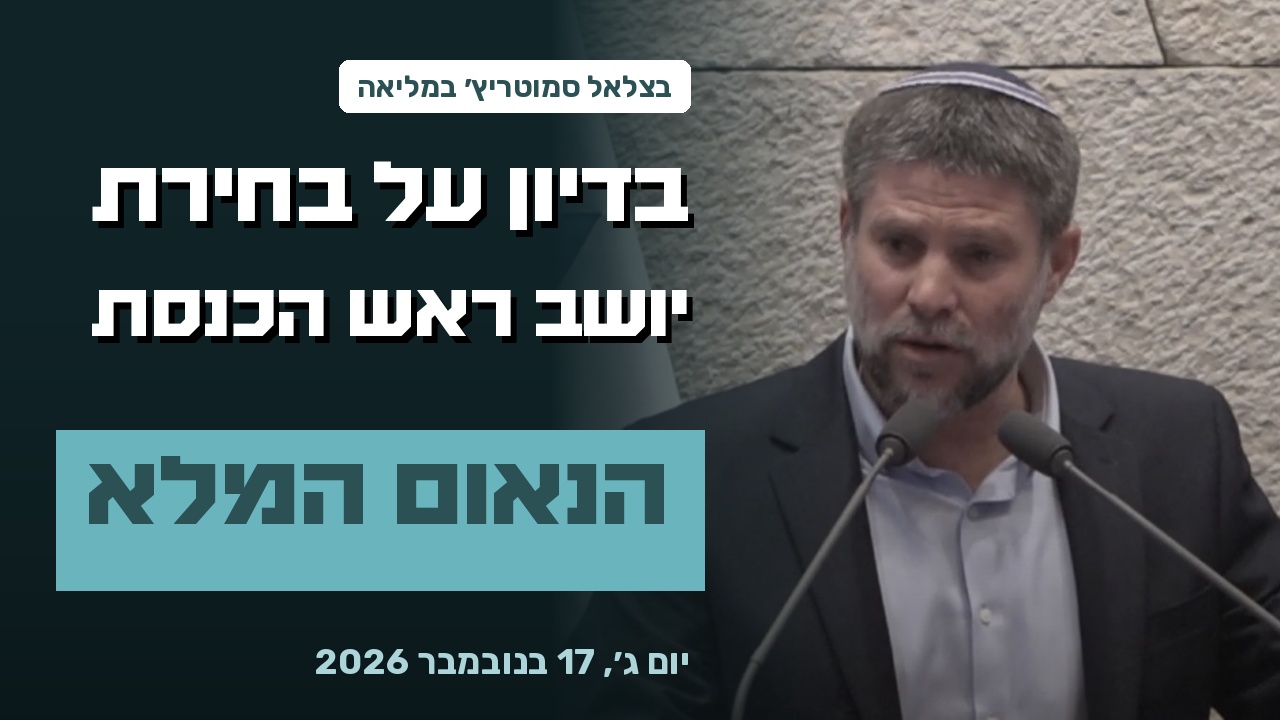 בצלאל סמוטריץ' במליאה
בדיון על בחירת
יושב ראש הכנסת
הנאום המלא
יום ג', 17 בנובמבר 2026